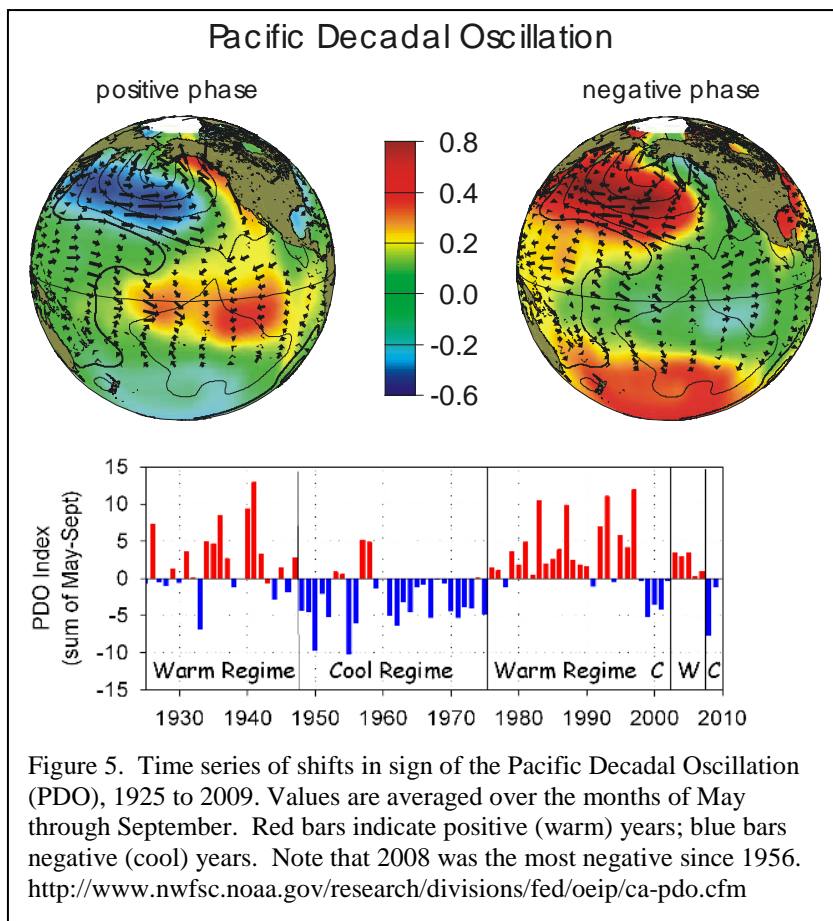 Pacific Decadal Oscillation
positive phase
negative phase
0.8
0.4
0.2
0.0
-0.2
-0.6
PDO Index
(sum of May-Sept)
15
10
5
0
-5
-10
-15
Warm Regime
Cool Regime
Warm Regime
C
W
C
1930 1940 1950 1960 1970 1980 1990 2000 2010
Figure 5. Time series of shifts in sign of the Pacific Decadal Oscillation
(PDO), 1925 to 2009. Values are averaged over the months of May
through September. Red bars indicate positive (warm) years; blue bars
negative (cool) years. Note that 2008 was the most negative since 1956.
http://www.nwfsc.noaa.gov/research/divisions/fed/oeip/ca-pdo.cfm